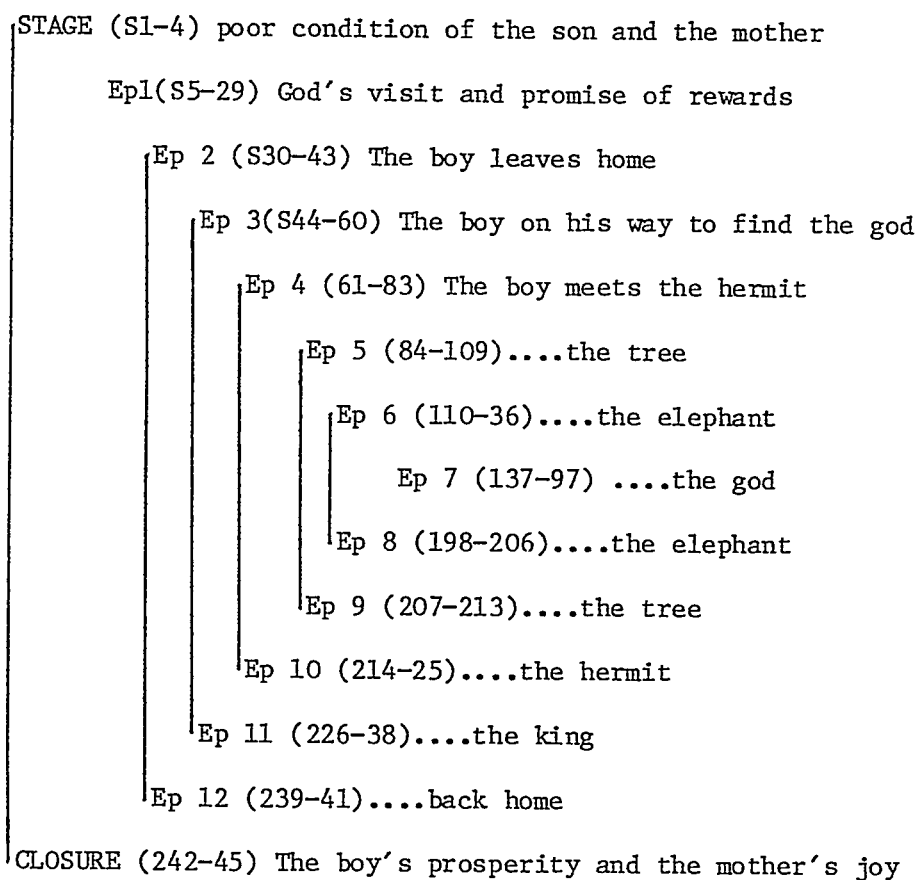 STAGE (S1-4) poor condition of the son and the mother
Ep1(S5-29) God's visit and promise of rewards
Ep 2 (S30-43) The boy leaves home
Ep 3(S44-60) The boy on his way to find the god
Ep 4 (61-83) The boy meets the hermit
Ep 5 (84-109)....the tree
Ep 6 (110-36)....the elephant
Ep 7 (137-97) ....the god
Ep 8 (198-206)....the elephant
Ep 9 (207-213)....the tree
Ep 10 (214-25)....the hermit
Ep 11 (226-38)....the king
Ep 12 (239-41)....back home
CLOSURE (242-45) The boy's prosperity and the mother's joy